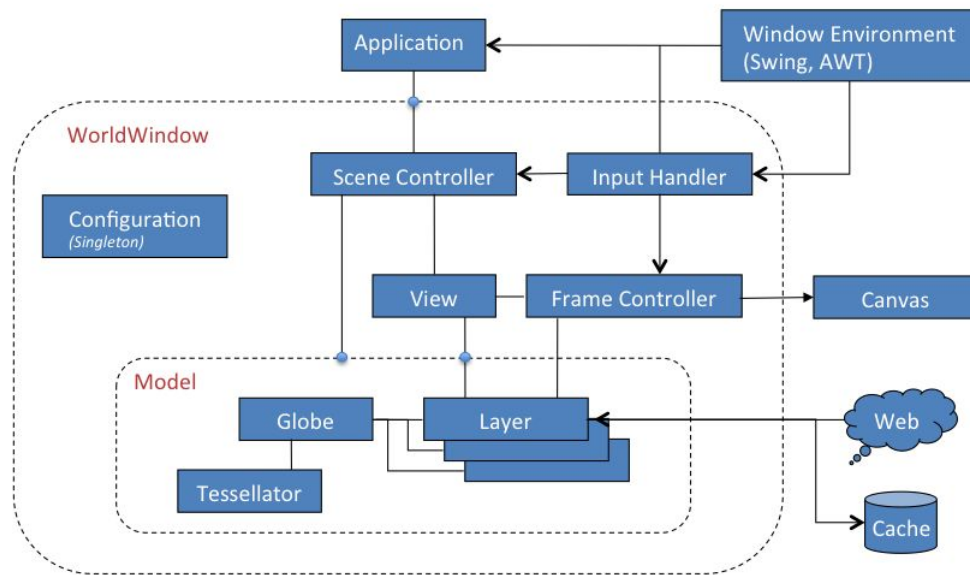 Application
Window Environment
(Swing, AWT)
WorldWindow
Scene Controller
Input Handler
Configuration
(Singleton)
View
Frame Controller
Canvas
Model
Globe
Layer
Web
Tessellator
Cache